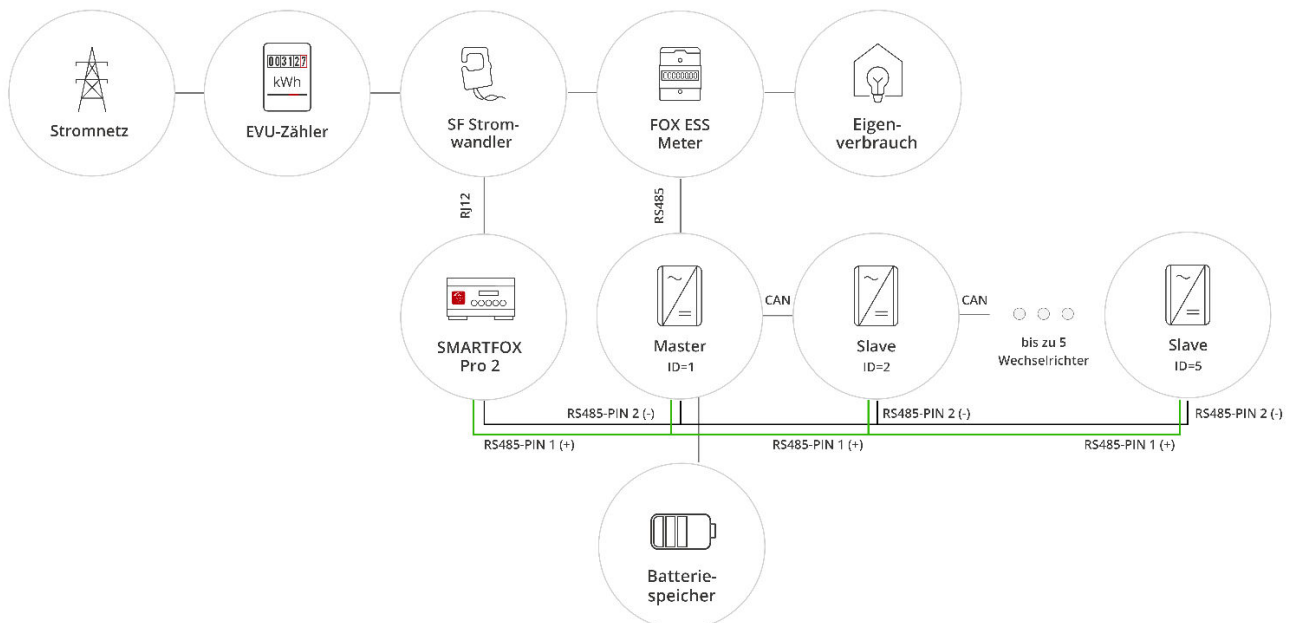 003127
kWh
Stromnetz
EVU-Zähler
SF Strom-
wandler
FOX ESS
Meter
Eigen-
verbrauch
RJ12
RS485
SMARTFOX
Pro 2
Master
ID=1
CAN
Slave
ID=2
CAN
bis zu 5
Wechselrichter
Slave
ID=5
RS485-PIN 2 (-)
RS485-PIN 2 (-)
RS485-PIN 2 (-)
RS485-PIN 1 (+)
RS485-PIN 1 (+)
RS485-PIN 1 (+)
Batterie-
speicher